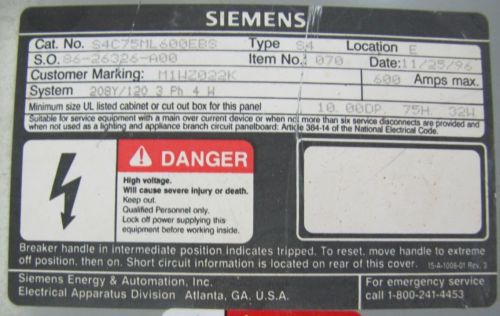 SIEMENS
Cat. No. S4C75ML600EBS Type S4 Location E
S.O. 86-26326-A00 Item No.: 070 Date: 11/25/96
Customer Marking: M1WZ022K 600 Amps max.
System 208Y/120 3 Ph 4 W
Minimum size UL listed cabinet or cut out box for this panel 10.00DP. 75H. 32W
Suitable for service equipment with a main over current device or when not more than six service disconnects are provided and
when not used as a lighting and appliance branch circuit panelboard: Article 384-14 of the National Electrical Code.
DANGER
High voltage.
Will cause severe injury or death.
Keep out.
Qualified Personnel only.
Lock off power supplying this
equipment before working inside.
Breaker handle in intermediate position indicates tripped. To reset, move handle to extreme
off position, then on. Short circuit information is located on rear of this cover. 15-A-1008-01 Rev. 3
Siemens Energy & Automation, Inc.
Electrical Apparatus Division Atlanta, GA. U.S.A.
For emergency service
call 1-800-241-4453